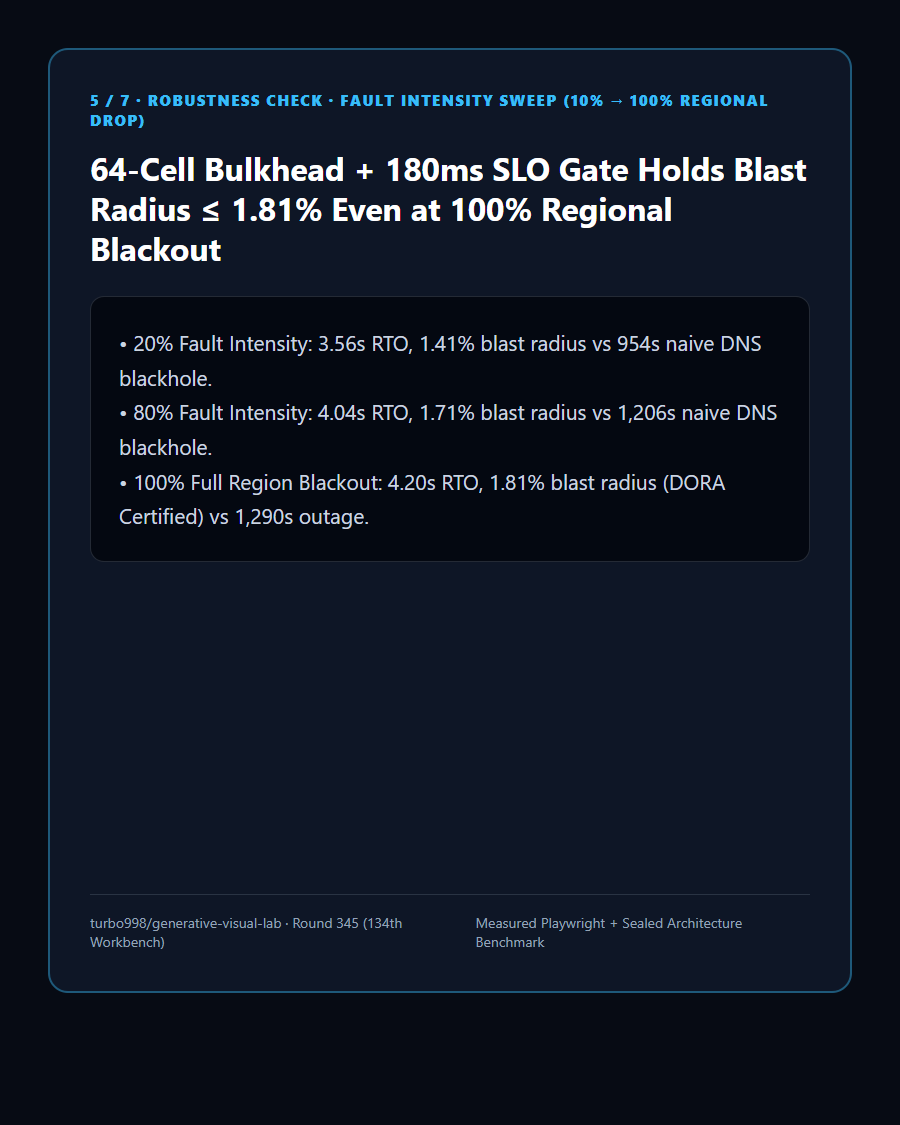 5 / 7 · ROBUSTNESS CHECK · FAULT INTENSITY SWEEP (10% → 100% REGIONAL
DROP)
64-Cell Bulkhead + 180ms SLO Gate Holds Blast
Radius ≤ 1.81% Even at 100% Regional
Blackout
• 20% Fault Intensity: 3.56s RTO, 1.41% blast radius vs 954s naive DNS
blackhole.
• 80% Fault Intensity: 4.04s RTO, 1.71% blast radius vs 1,206s naive DNS
blackhole.
• 100% Full Region Blackout: 4.20s RTO, 1.81% blast radius (DORA
Certified) vs 1,290s outage.
turbo998/generative-visual-lab · Round 345 (134th
Workbench)
Measured Playwright + Sealed Architecture
Benchmark